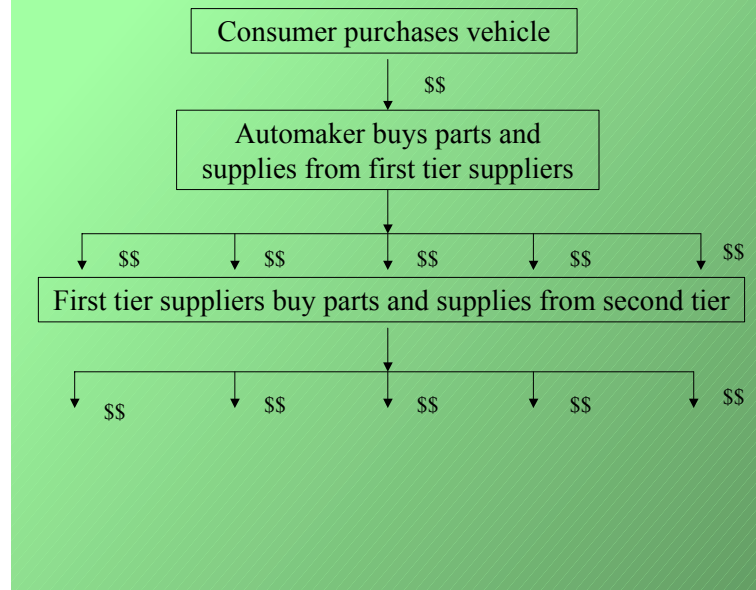 Consumer purchases vehicle
$$
Automaker buys parts and
supplies from first tier suppliers
$$ $$ $$ $$ $$
First tier suppliers buy parts and supplies from second tier
$$ $$ $$ $$ $$